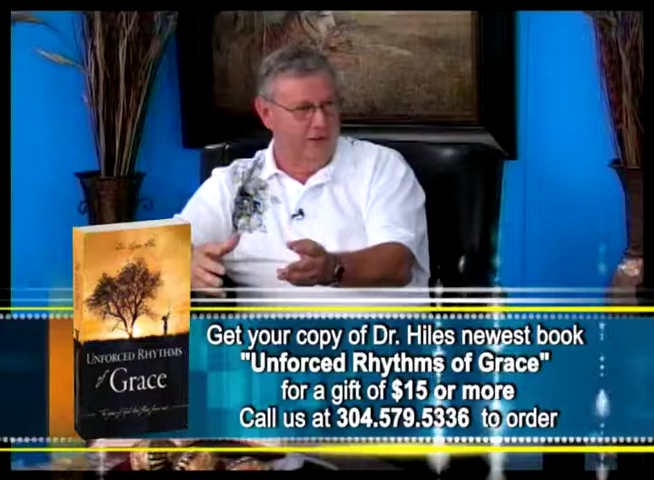 Get your copy of Dr. Hiles newest book
"Unforced Rhythms of Grace"
for a gift of $15 or more
Call us at 304.579.5336 to order
UNFORCED RHYTHMS
of Grace